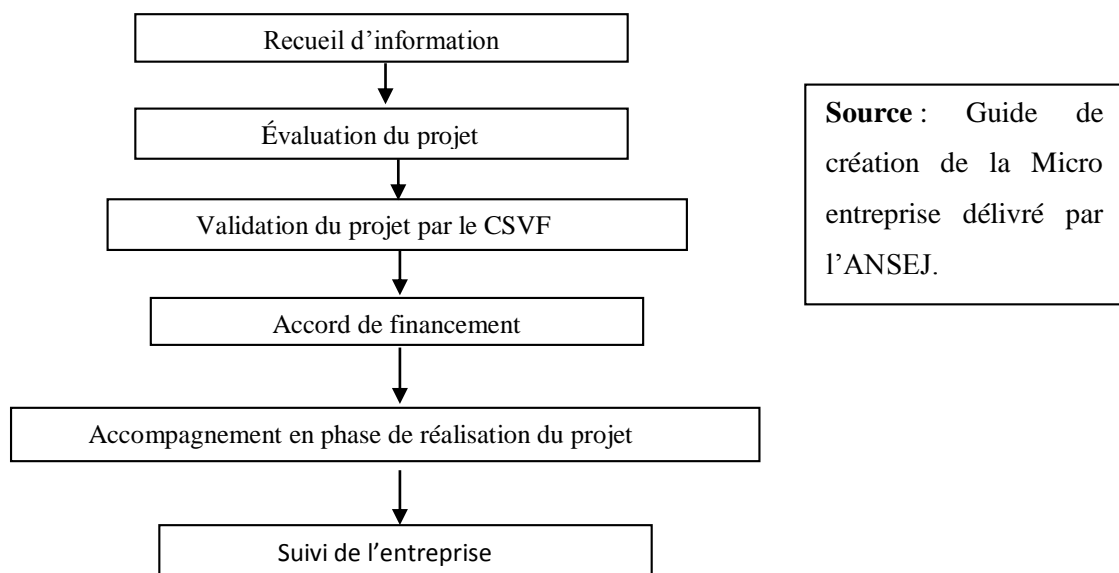 Recueil d’information
Évaluation du projet
Validation du projet par le CSVF
Accord de financement
Accompagnement en phase de réalisation du projet
Suivi de l’entreprise
Source : Guide de
création de la Micro
entreprise délivré par
l’ANSEJ.